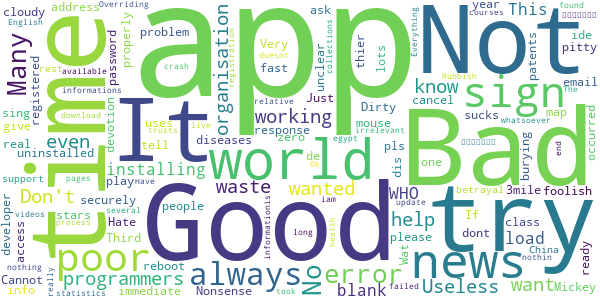 cloudy
address
Overriding
English
problem
ask
Many
password
sing
rest
available
informations
give
registered
time
devotion
properly
lots
Very
fast
doesnt
unclear
thier
collections
regastration
crash
app
Not
year
courses
Everything
This
found
ide
pitty
patents
organisation
know
sign
cancel
email
map
The
Rubbish
sucks
whatsoever
occurred
It
uses
Just
Dirty
working
response
mouse
relative
irrelevant
pls
download
real
tell
even
uninstalled
trusts
live
diseases
zero
egypt
de
Ok
world
dis
one
Bad
burying
end
support
pages
play
Have
installing
Don't
developer
securely
videos
stars
several
access
Hate
poor
Third
people
waste
wanted
WHO
betrayal
3mile
foolish
If
dont
class
China
nothin
ready
Good
iam
health
help
please
update
try
news
load
Wat
failed
Cannot
nothing
info
process
really
statistics
programmers
reboot
Nonsense
immediate
always
No
long
took
informationis
error
blank
Useless
want
Mickey